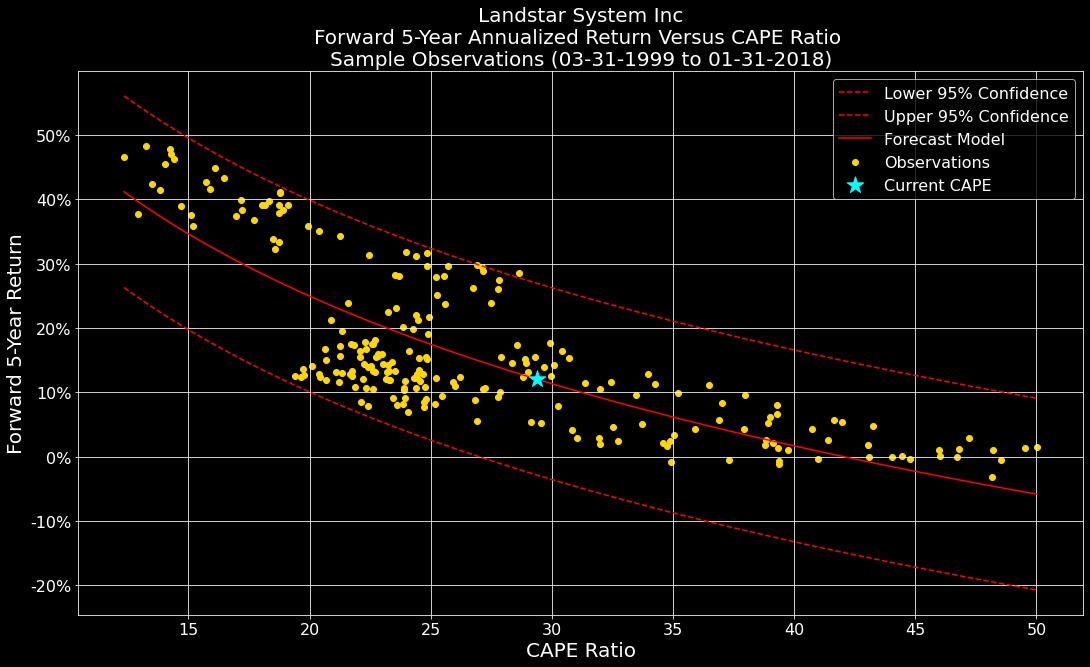 Landstar System Inc
Forward 5-Year Annualized Return Versus CAPE Ratio
Sample Observations (03-31-1999 to 01-31-2018)
Lower 95% Confidence
Upper 95% Confidence
Forecast Model
Observations
Current CAPE
Forward 5-Year Return
50%
40%
30%
20%
10%
0%
-10%
-20%
15 20 25 30 35 40 45 50
CAPE Ratio